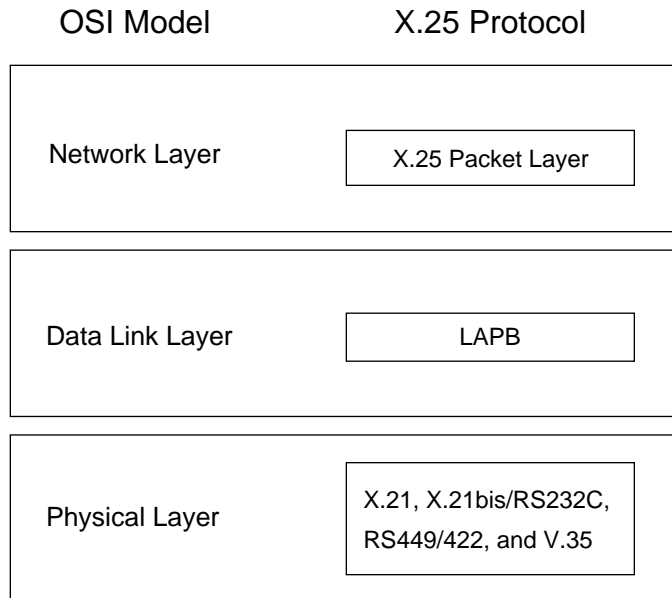 OSI Model X.25 Protocol
Network Layer X.25 Packet Layer
Data Link Layer LAPB
Physical Layer
X.21, X.21bis/RS232C,
RS449/422, and V.35